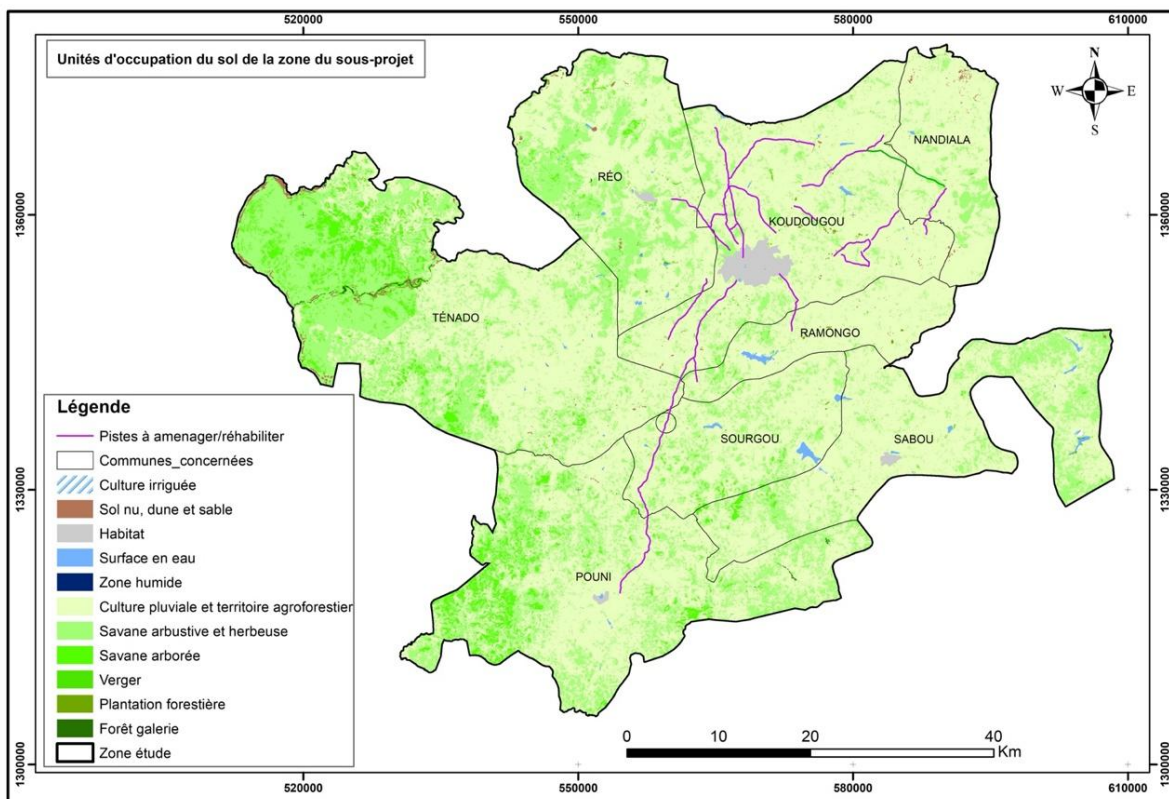 520000 550000 580000 610000
Unités d'occupation du sol de la zone du sous-projet
N
W E
S
NANDIALA
RÉO
1360000 1360000
KOUDOUGOU
TÉNADO
RAMONGO
Légende
Pistes à amenager/réhabiliter
SOURGOU
SABOU
Communes_concernées
Culture irriguée
1330000 1330000
Sol nu, dune et sable
Habitat
Surface en eau
Zone humide
POUNI
Culture pluviale et territoire agroforestier
Savane arbustive et herbeuse
Savane arborée
Verger
Plantation forestière
Forêt galerie
Zone étude
0 10 20 40
Km
1300000 1300000
520000 550000 580000 610000